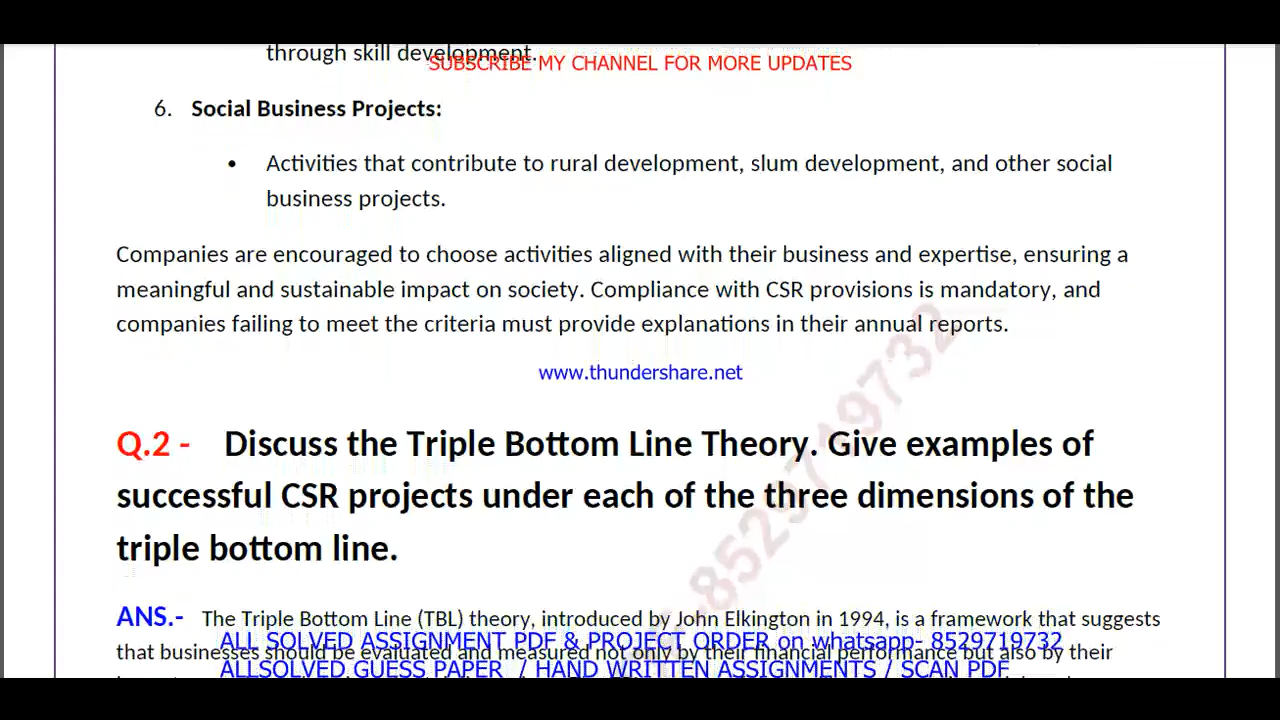 through skill development.
SUBSCRIBE MY CHANNEL FOR MORE UPDATES
6. Social Business Projects:
• Activities that contribute to rural development, slum development, and other social
business projects.
Companies are encouraged to choose activities aligned with their business and expertise, ensuring a
meaningful and sustainable impact on society. Compliance with CSR provisions is mandatory, and
companies failing to meet the criteria must provide explanations in their annual reports.
www.thundershare.net
Q.2 - Discuss the Triple Bottom Line Theory. Give examples of
successful CSR projects under each of the three dimensions of the
triple bottom line.
ANS.- The Triple Bottom Line (TBL) theory, introduced by John Elkington in 1994, is a framework that suggests
ALL SOLVED ASSIGNMENT PDF & PROJECT ORDER on whatsapp- 8529719732
that businesses should be evaluated and measured not only by their financial performance but also by their
ALLSOLVED GUESS PAPER / HAND WRITTEN ASSIGNMENTS / SCAN PDF
8529719732